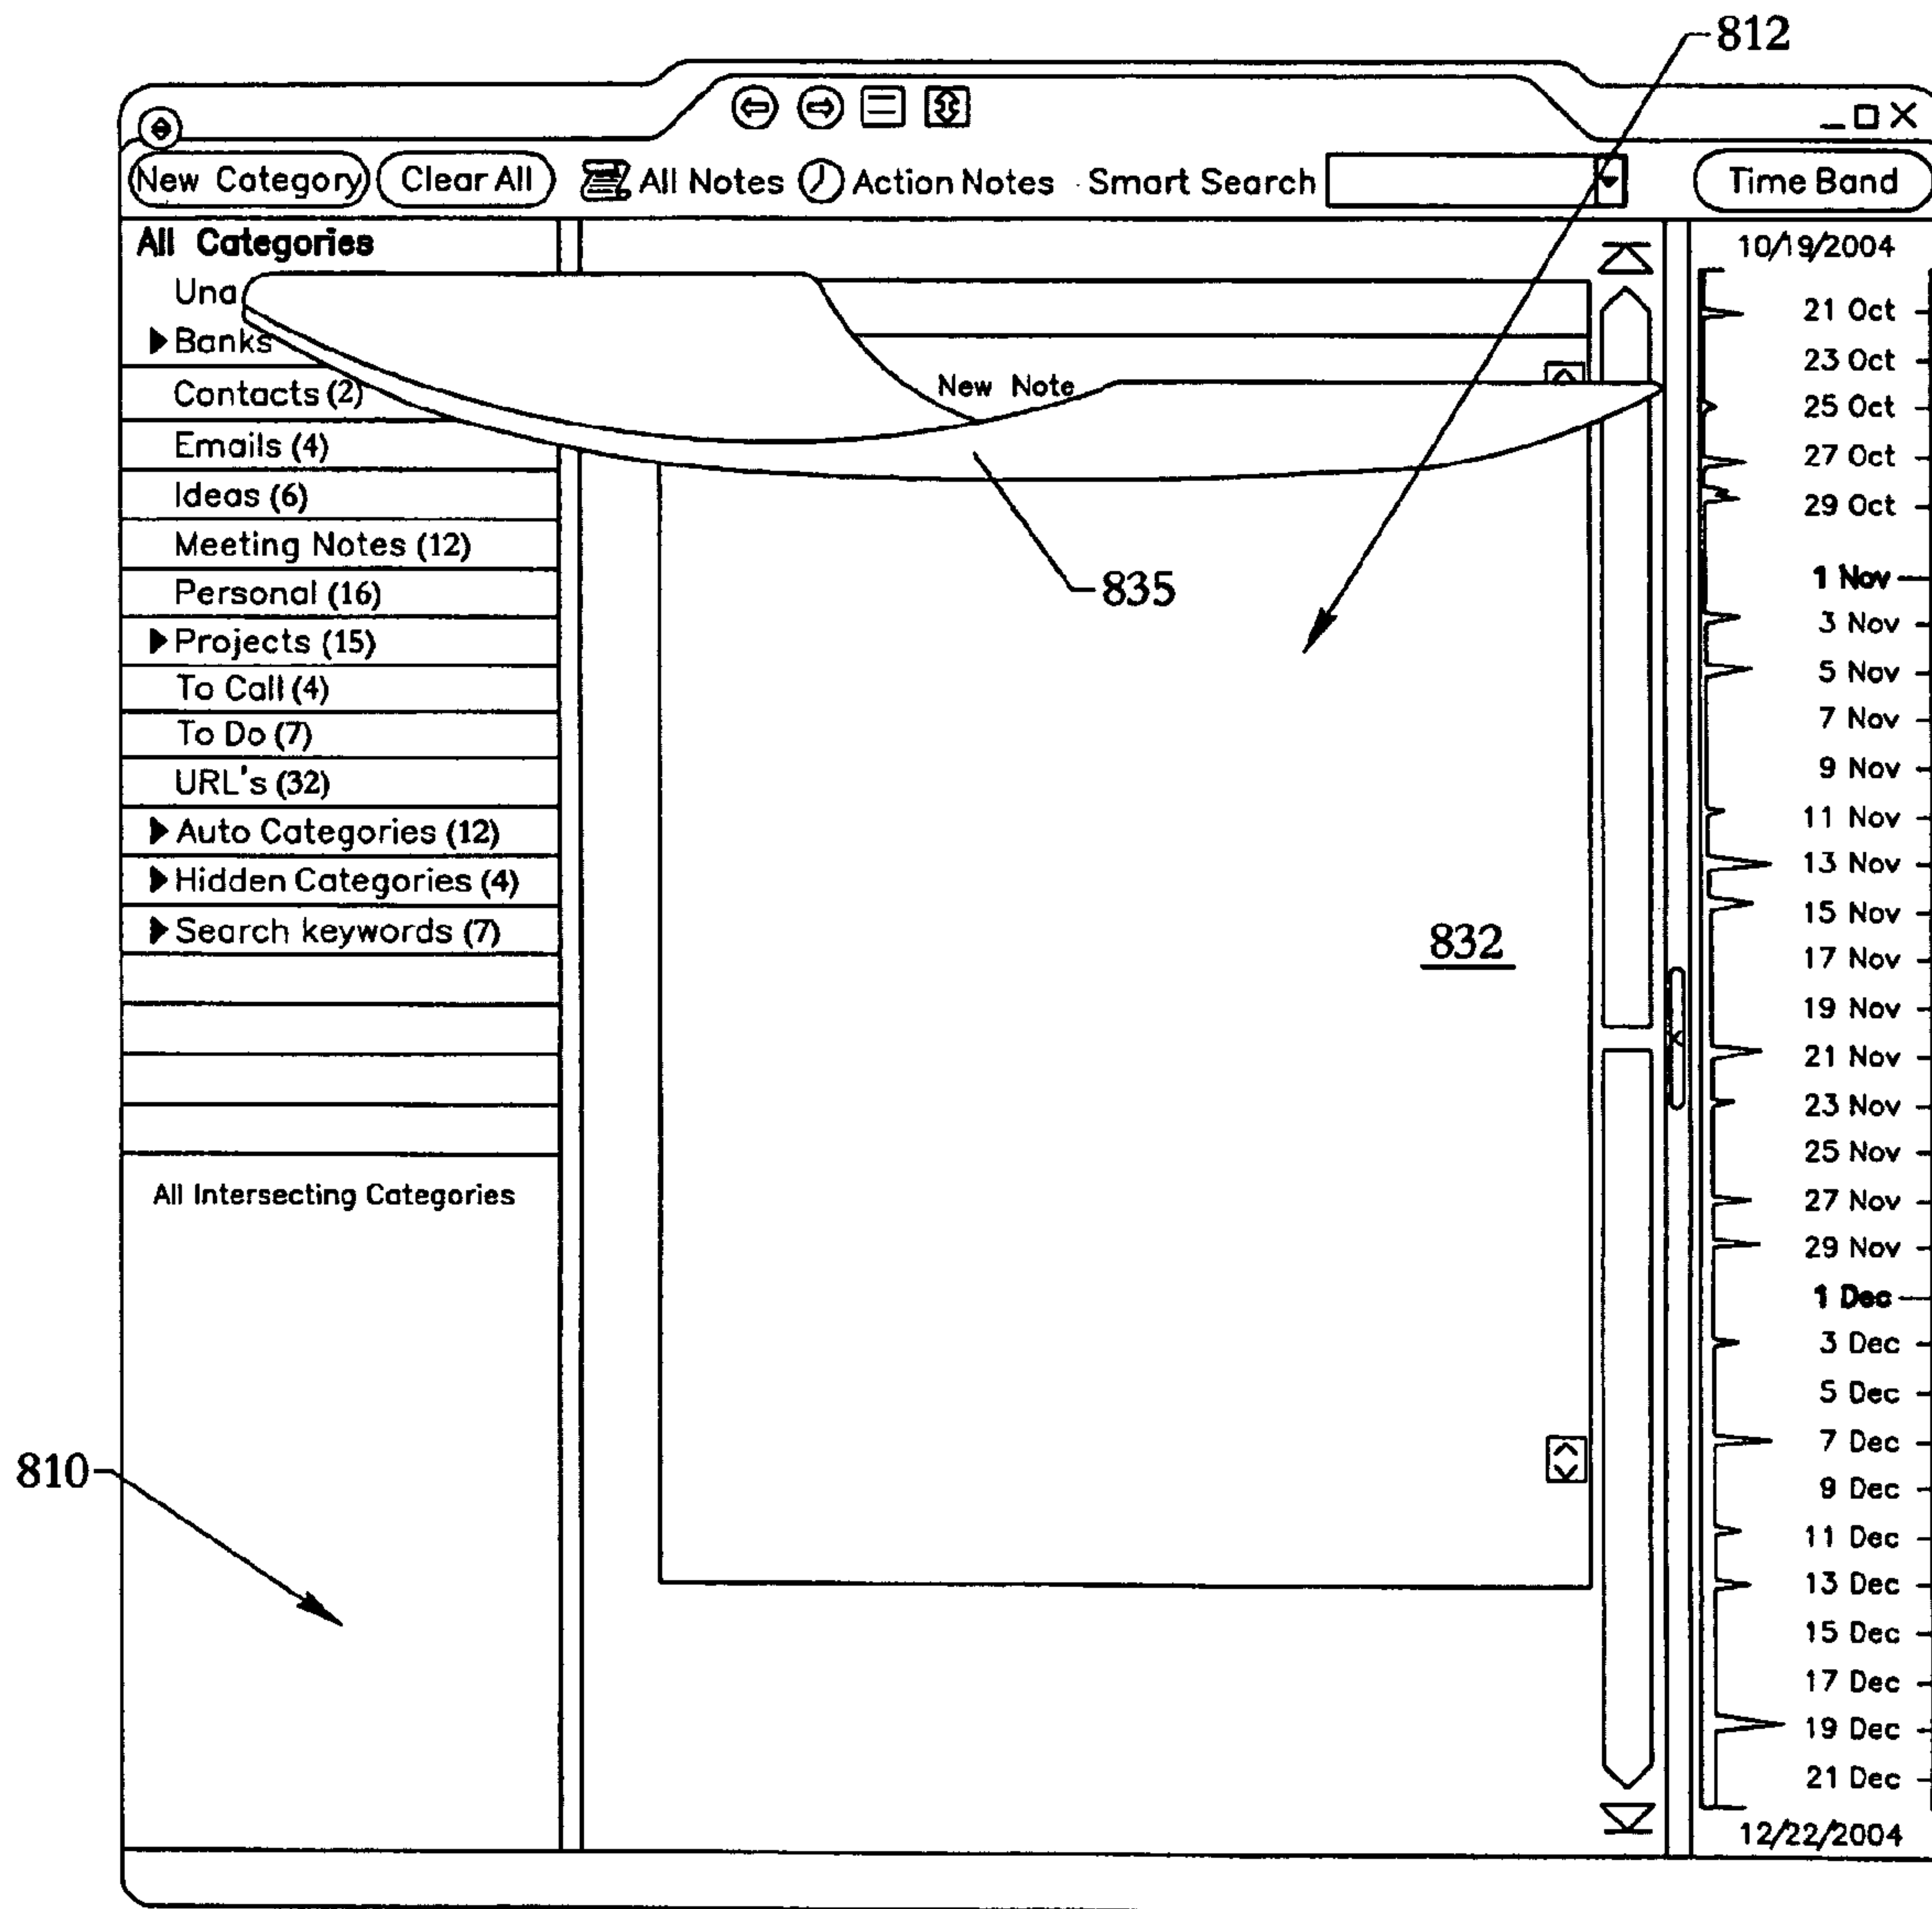 812
New Category Clear All All Notes Action Notes Smart Search Time Band
All Categories
Una
Banks
Contacts (2)
Emails (4)
Ideas (6)
Meeting Notes (12)
Personal (16)
Projects (15)
To Call (4)
To Do (7)
URL's (32)
Auto Categories (12)
Hidden Categories (4)
Search keywords (7)
All Intersecting Categories
810
New Note
835
832
10/19/2004
21 Oct
23 Oct
25 Oct
27 Oct
29 Oct
1 Nov
3 Nov
5 Nov
7 Nov
9 Nov
11 Nov
13 Nov
15 Nov
17 Nov
19 Nov
21 Nov
23 Nov
25 Nov
27 Nov
29 Nov
1 Dec
3 Dec
5 Dec
7 Dec
9 Dec
11 Dec
13 Dec
15 Dec
17 Dec
19 Dec
21 Dec
12/22/2004